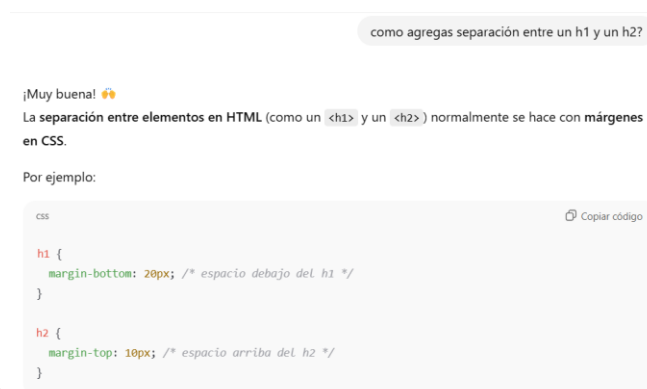 como agregas separación entre un h1 y un h2?
¡Muy buena! 🙌
La separación entre elementos en HTML (como un <h1> y un <h2>) normalmente se hace con márgenes
en CSS.
Por ejemplo:
css Copiar código
h1 {
  margin-bottom: 20px; /* espacio debajo del h1 */
}
h2 {
  margin-top: 10px; /* espacio arriba del h2 */
}